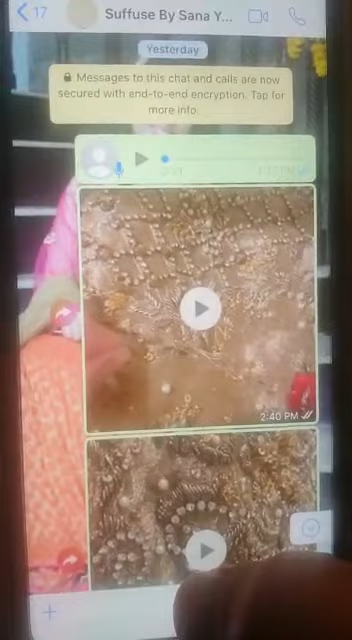 17
Suffuse By Sana Y...
Yesterday
Messages to this chat and calls are now
secured with end-to-end encryption. Tap for
more info.
2:40 PM